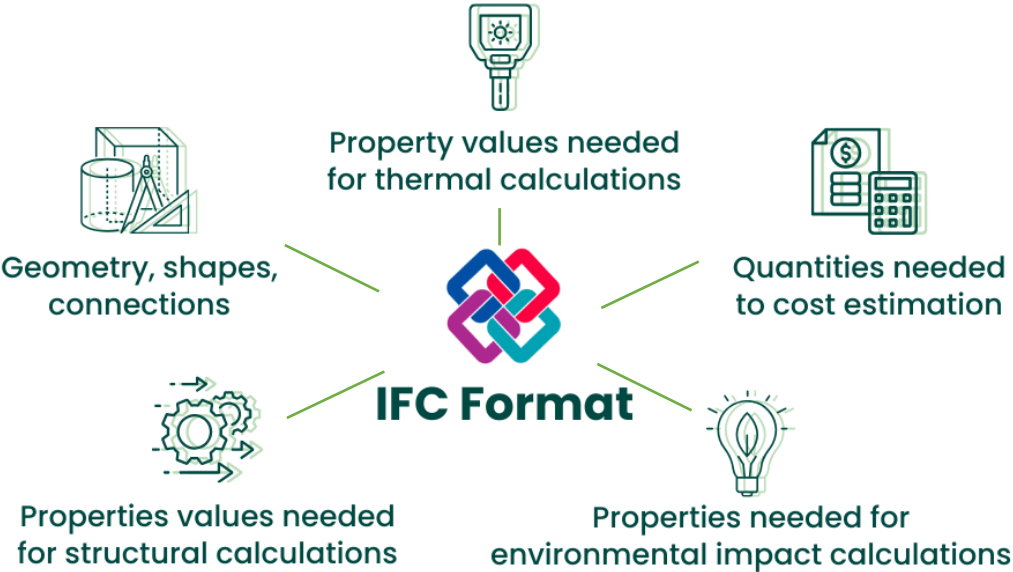 Property values needed
for thermal calculations
Geometry, shapes,
connections
Quantities needed
to cost estimation
IFC Format
Properties values needed
for structural calculations
Properties needed for
environmental impact calculations